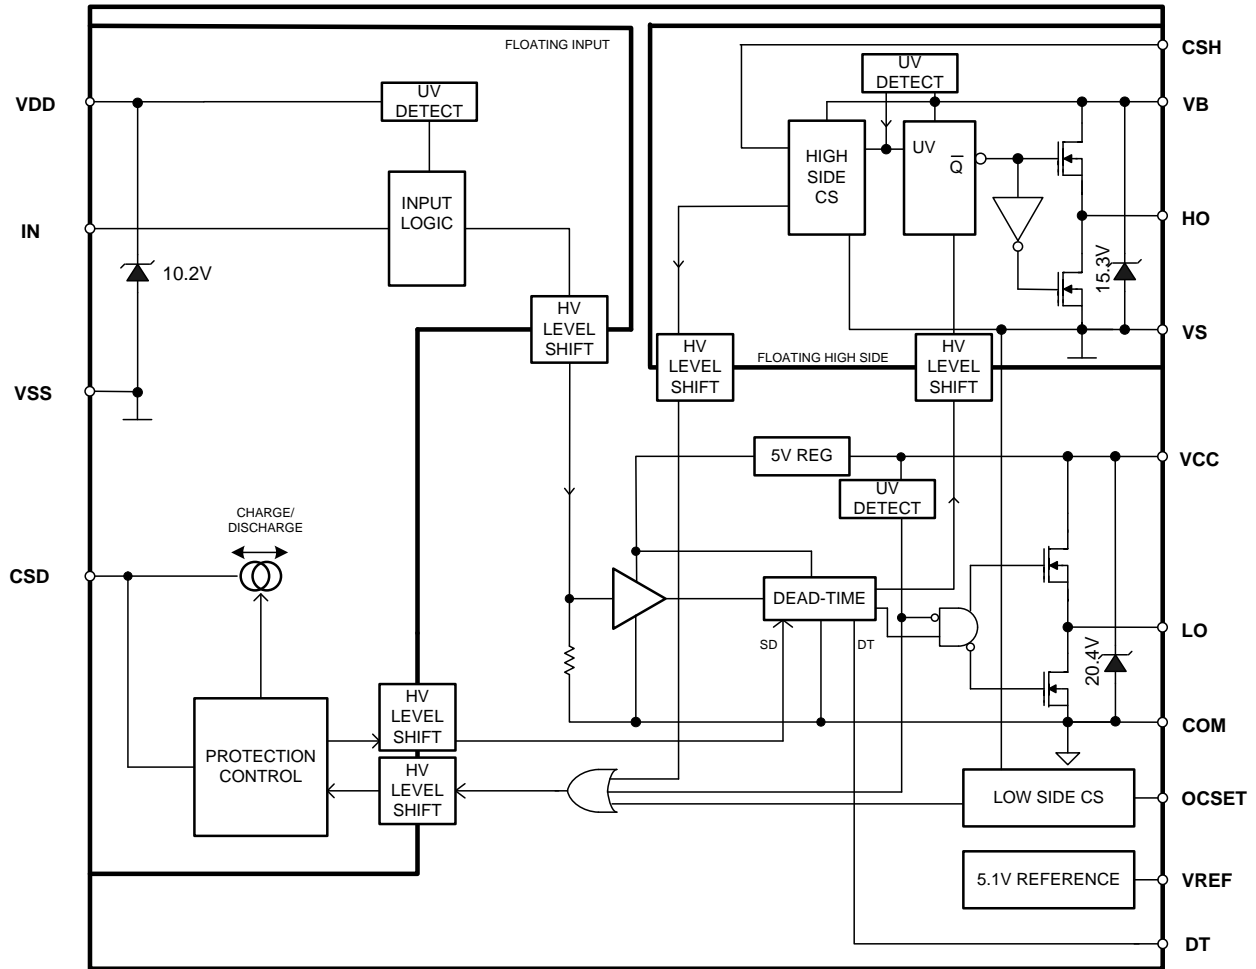 FLOATING INPUT
CSH
UV
DETECT
VDD
UV
DETECT
VB
HIGH
SIDE
CS
UV
Q̅
INPUT
LOGIC
IN
HO
10.2V
15.3V
HV
LEVEL
SHIFT
VS
HV
LEVEL
SHIFT
FLOATING HIGH SIDE
HV
LEVEL
SHIFT
VSS
5V REG
VCC
UV
DETECT
CHARGE/
DISCHARGE
CSD
DEAD-TIME
SD
DT
LO
20.4V
HV
LEVEL
SHIFT
COM
PROTECTION
CONTROL
HV
LEVEL
SHIFT
LOW SIDE CS
OCSET
5.1V REFERENCE
VREF
DT